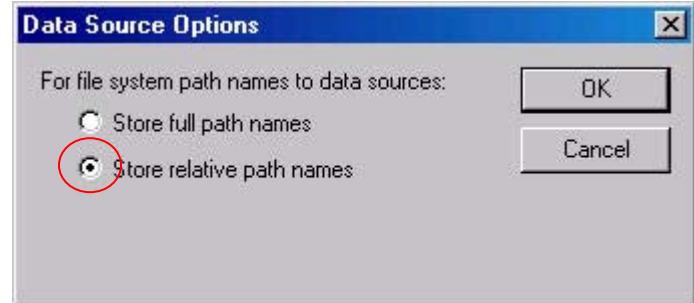 Data Source Options
For file system path names to data sources:
OK
Store full path names
Cancel
Store relative path names